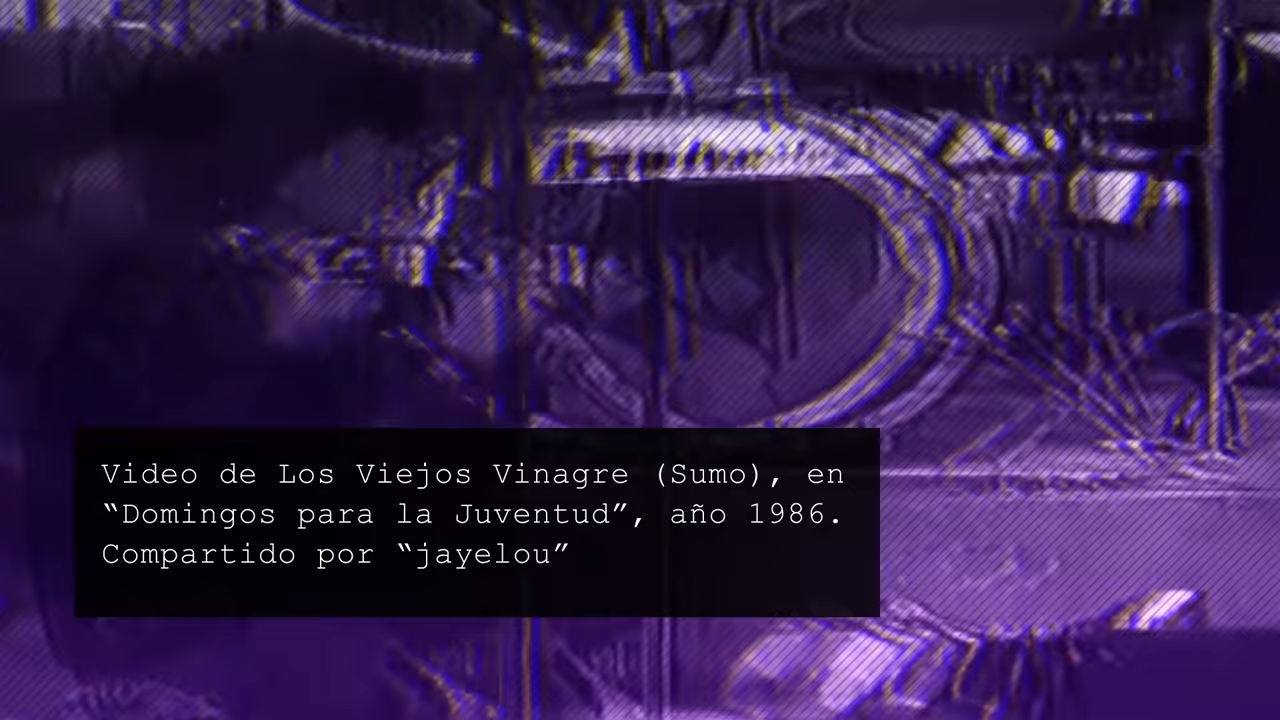 Video de Los Viejos Vinagre (Sumo), en
“Domingos para la Juventud”, año 1986.
Compartido por “jayelou”